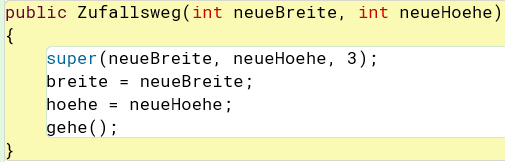 public Zufallsweg(int neueBreite, int neueHoehe)
{
    super(neueBreite, neueHoehe, 3);
    breite = neueBreite;
    hoehe = neueHoehe;
    gehe();
}